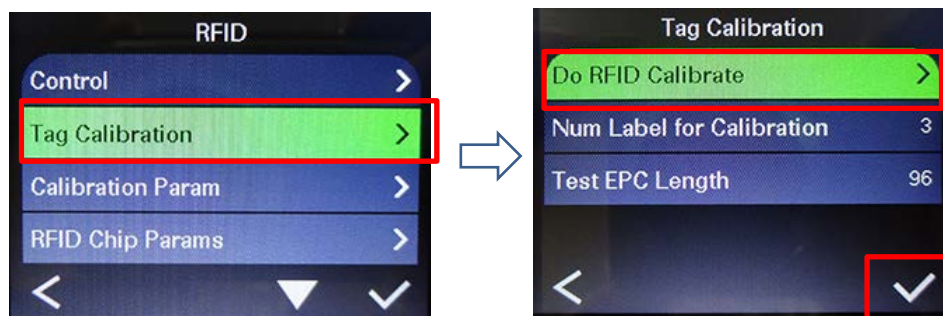 RFID
Control
Tag Calibration
Calibration Param
RFID Chip Params
Tag Calibration
Do RFID Calibrate
Num Label for Calibration 3
Test EPC Length 96